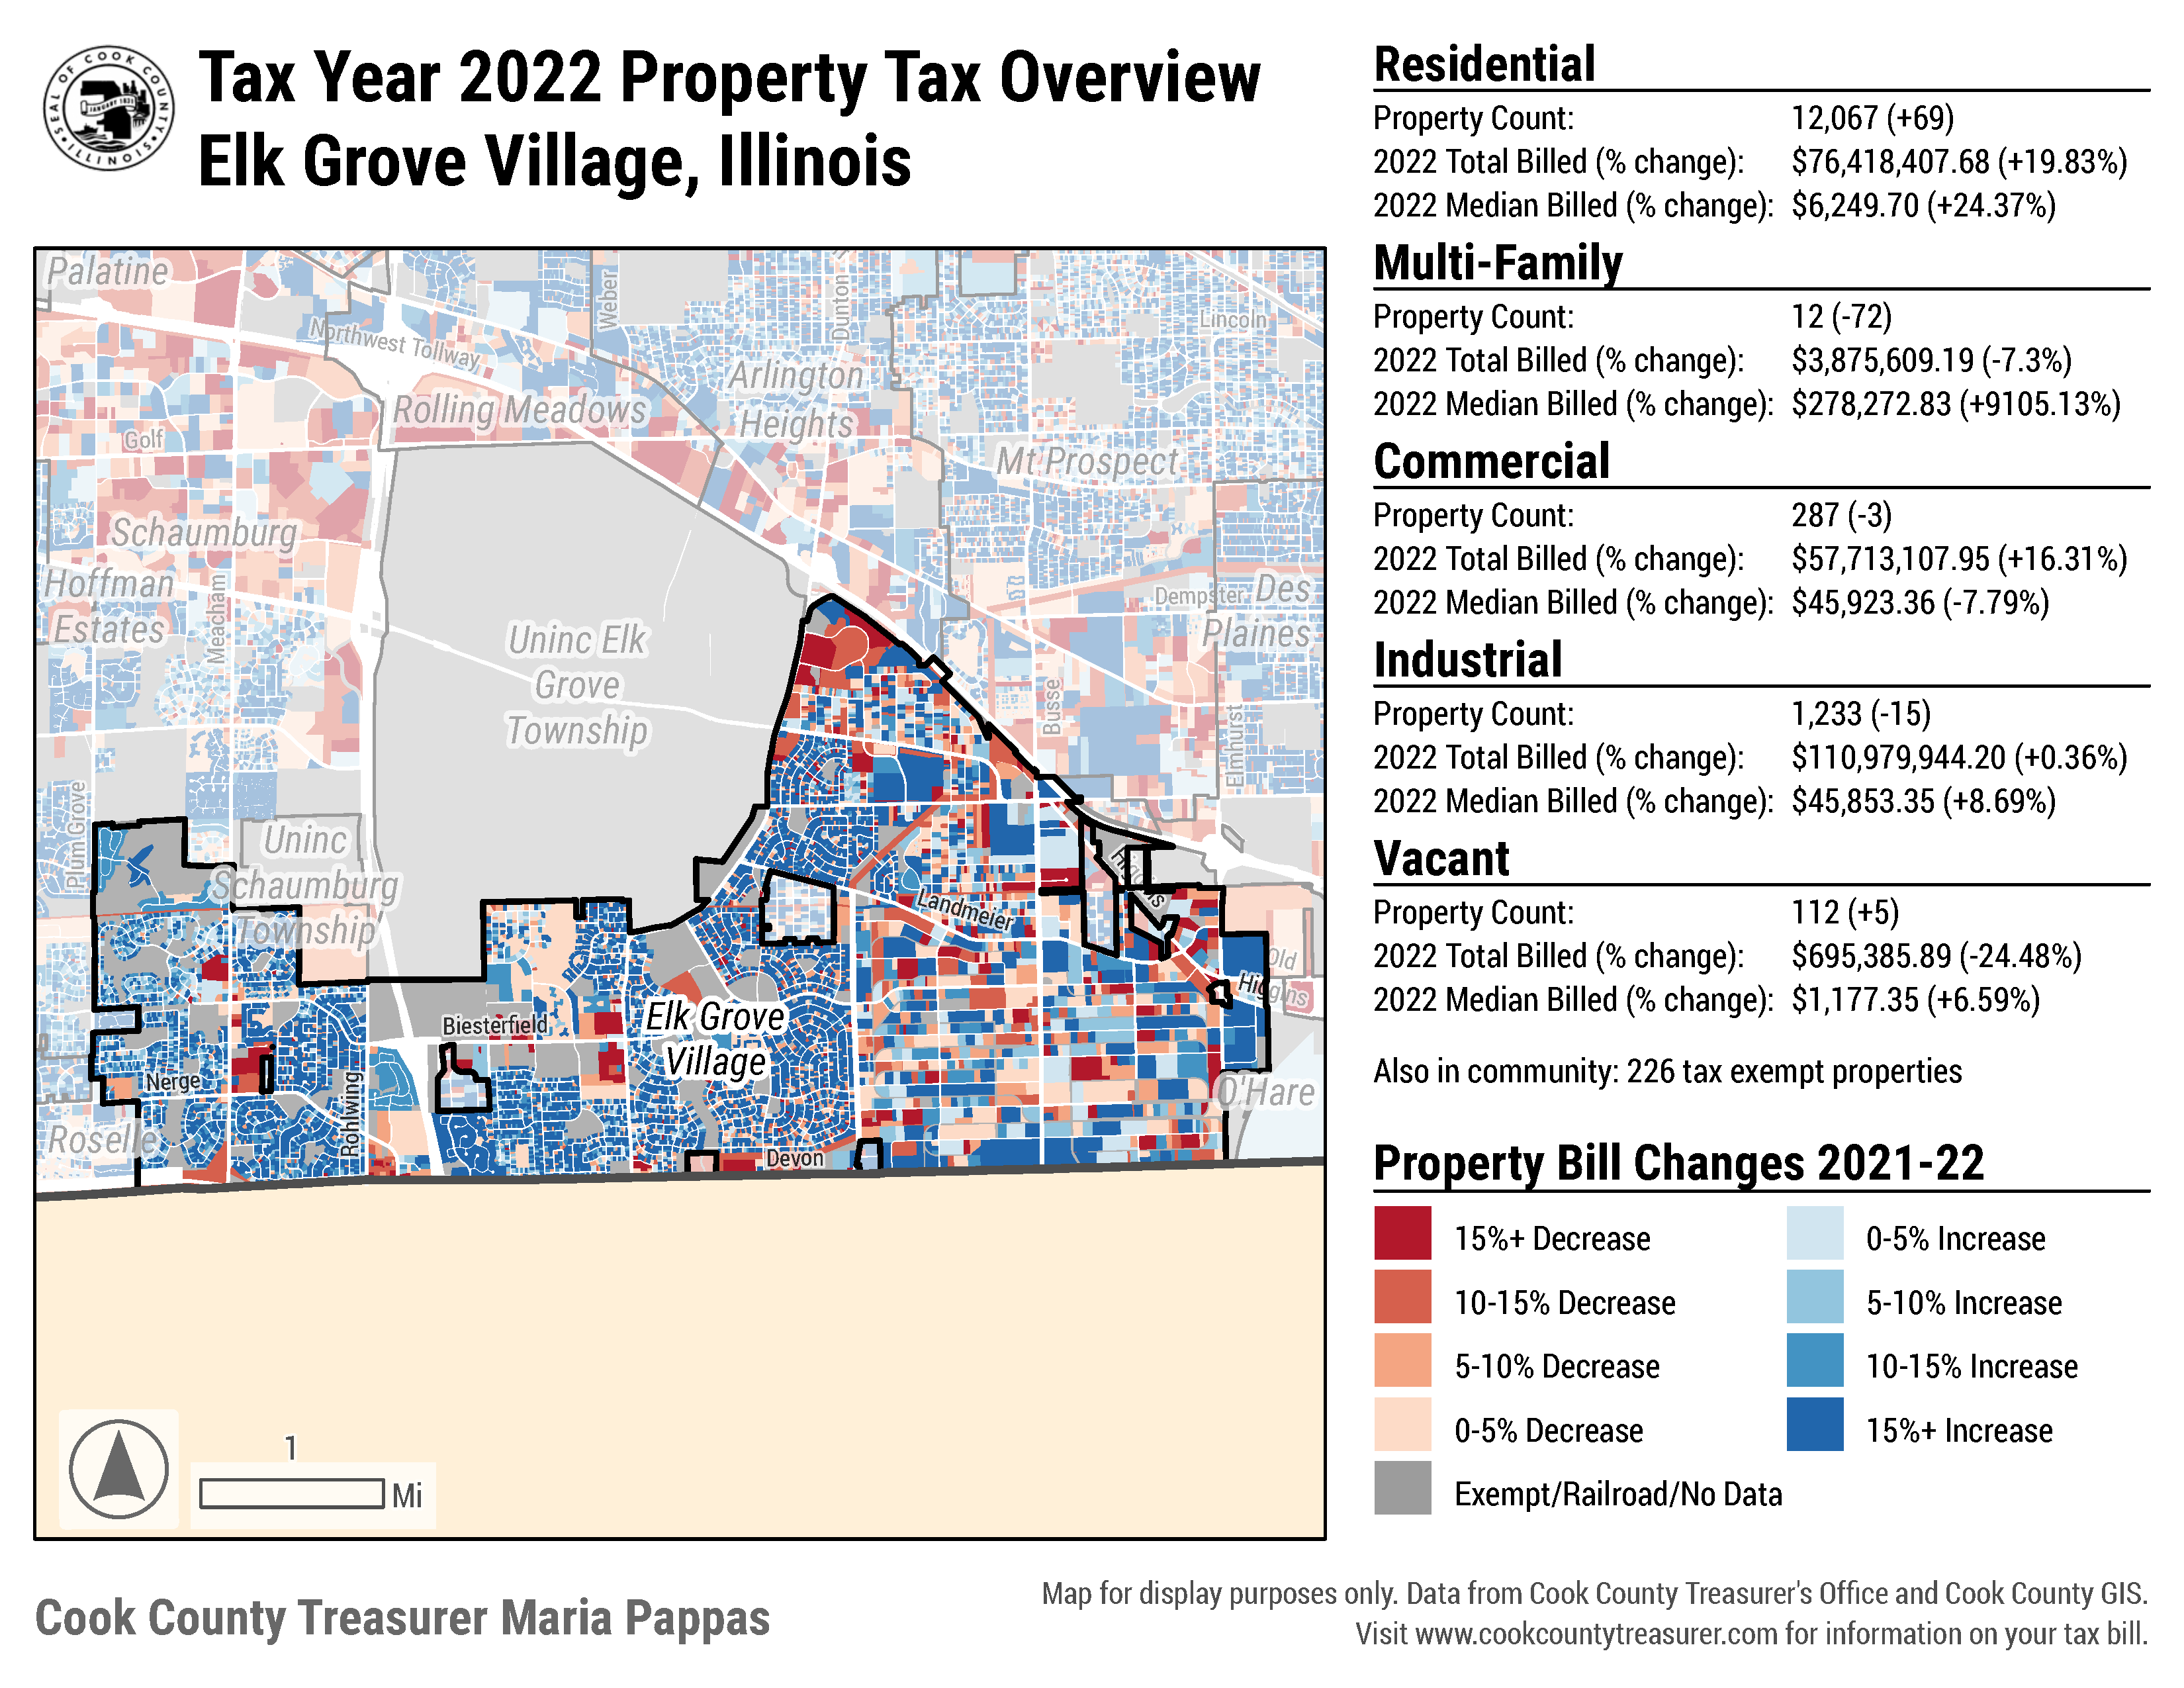 SEAL OF COOK COUNTY
ILLINOIS
JANUARY 1831
Tax Year 2022 Property Tax Overview
Elk Grove Village, Illinois
Palatine
Northwest Tollway
Weber
Dunton
Lincoln
Arlington
Heights
Rolling Meadows
Golf
Mt Prospect
Schaumburg
Hoffman
Estates
Meacham
Dempster
Des
Plaines
Uninc Elk
Grove
Township
Busse
Elmhurst
Plum Grove
Uninc
Schaumburg
Township
Higgins
Landmeier
Old
Higgins
Biesterfield
Elk Grove
Village
Nerge
Rohlwing
O'Hare
Roselle
Devon
1
Mi
Residential
Property Count: 12,067 (+69)
2022 Total Billed (% change): $76,418,407.68 (+19.83%)
2022 Median Billed (% change): $6,249.70 (+24.37%)
Multi-Family
Property Count: 12 (-72)
2022 Total Billed (% change): $3,875,609.19 (-7.3%)
2022 Median Billed (% change): $278,272.83 (+9105.13%)
Commercial
Property Count: 287 (-3)
2022 Total Billed (% change): $57,713,107.95 (+16.31%)
2022 Median Billed (% change): $45,923.36 (-7.79%)
Industrial
Property Count: 1,233 (-15)
2022 Total Billed (% change): $110,979,944.20 (+0.36%)
2022 Median Billed (% change): $45,853.35 (+8.69%)
Vacant
Property Count: 112 (+5)
2022 Total Billed (% change): $695,385.89 (-24.48%)
2022 Median Billed (% change): $1,177.35 (+6.59%)
Also in community: 226 tax exempt properties
Property Bill Changes 2021-22
15%+ Decrease
10-15% Decrease
5-10% Decrease
0-5% Decrease
Exempt/Railroad/No Data
0-5% Increase
5-10% Increase
10-15% Increase
15%+ Increase
Cook County Treasurer Maria Pappas
Map for display purposes only. Data from Cook County Treasurer's Office and Cook County GIS.
Visit www.cookcountytreasurer.com for information on your tax bill.